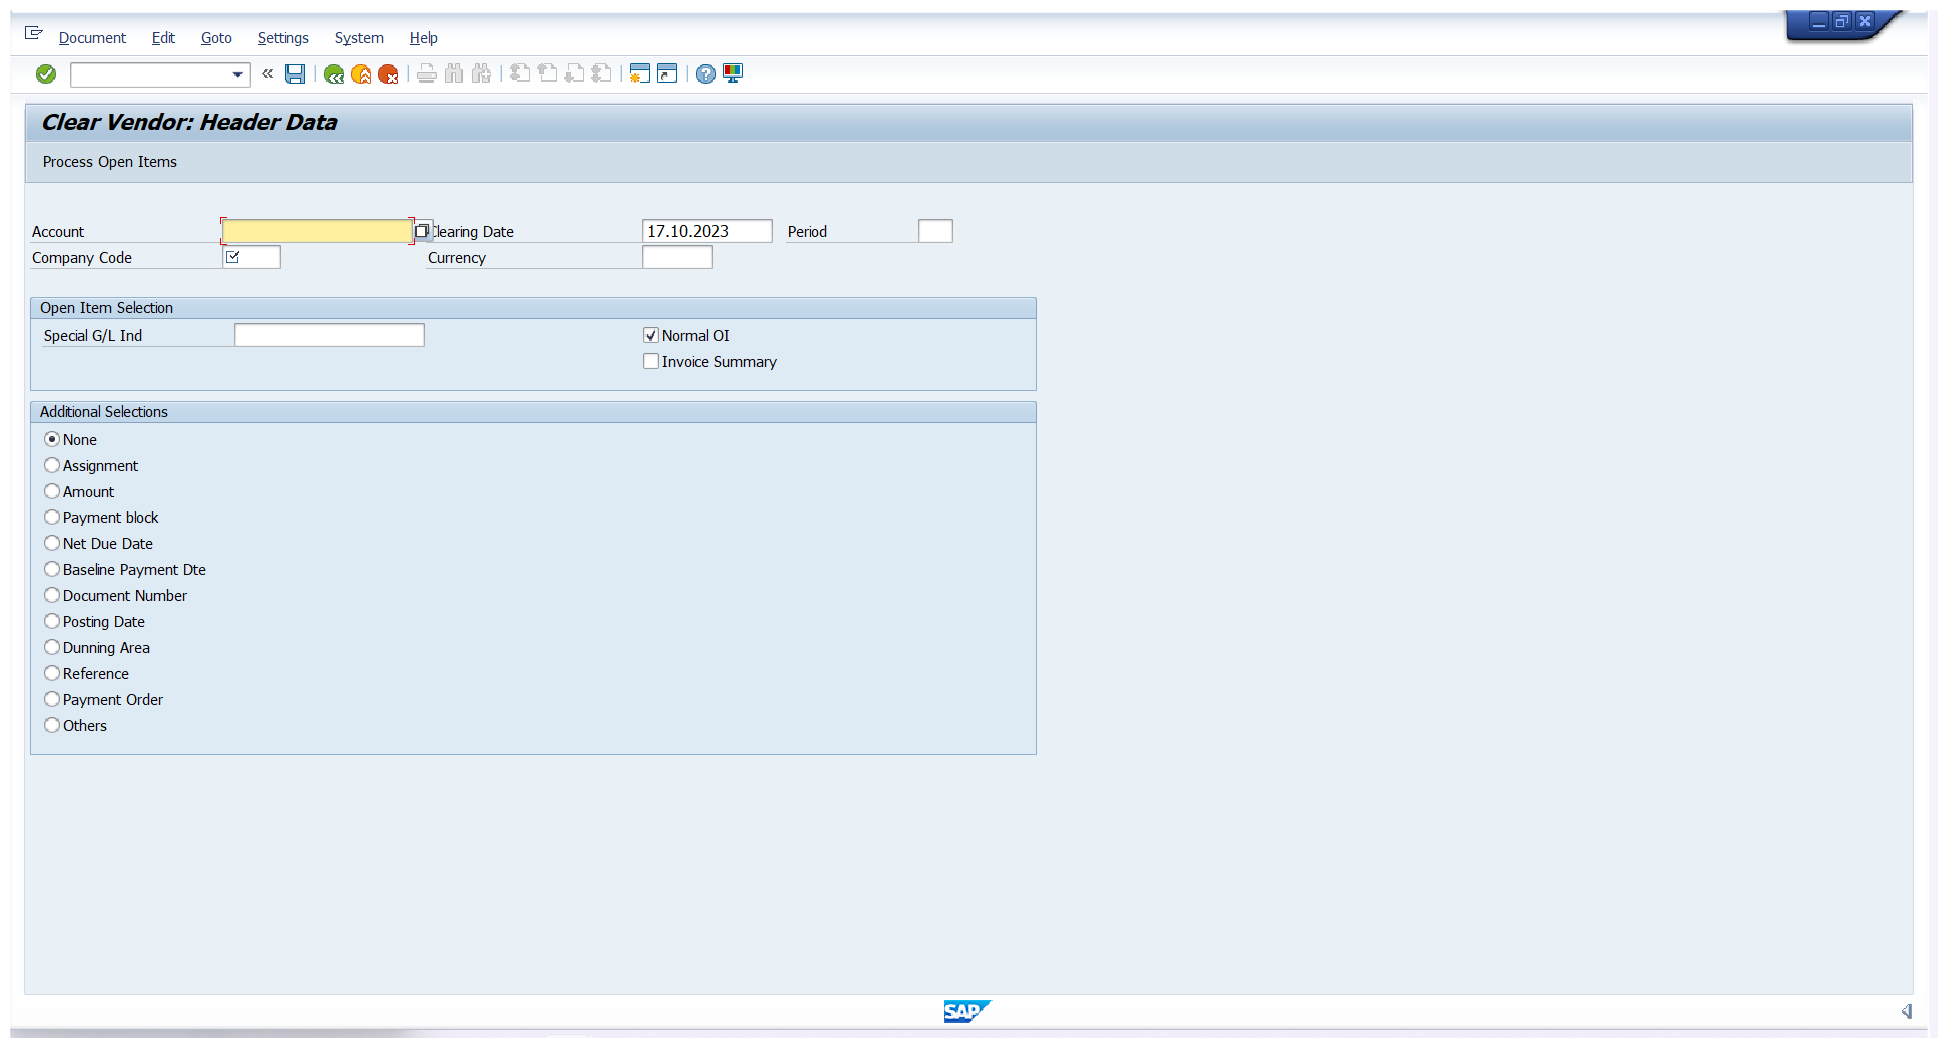 Document Edit Goto Settings System Help
Clear Vendor: Header Data
Process Open Items
Account Clearing Date 17.10.2023 Period
Company Code Currency
Open Item Selection
Special G/L Ind Normal OI
Invoice Summary
Additional Selections
None
Assignment
Amount
Payment block
Net Due Date
Baseline Payment Dte
Document Number
Posting Date
Dunning Area
Reference
Payment Order
Others
SAP